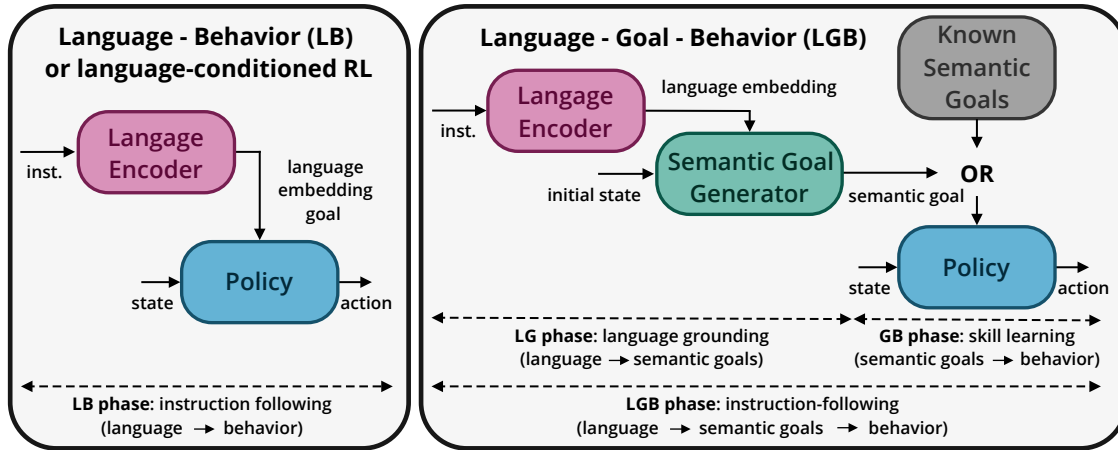 Language - Behavior (LB)
or language-conditioned RL
Langage
Encoder
inst.
language
embedding
goal
Policy
state
action
LB phase: instruction following
(language → behavior)
Language - Goal - Behavior (LGB)
Known
Semantic
Goals
Langage
Encoder
inst.
language embedding
Semantic Goal
Generator
initial state
semantic goal
OR
Policy
state
action
LG phase: language grounding
(language → semantic goals)
GB phase: skill learning
(semantic goals → behavior)
LGB phase: instruction-following
(language → semantic goals → behavior)